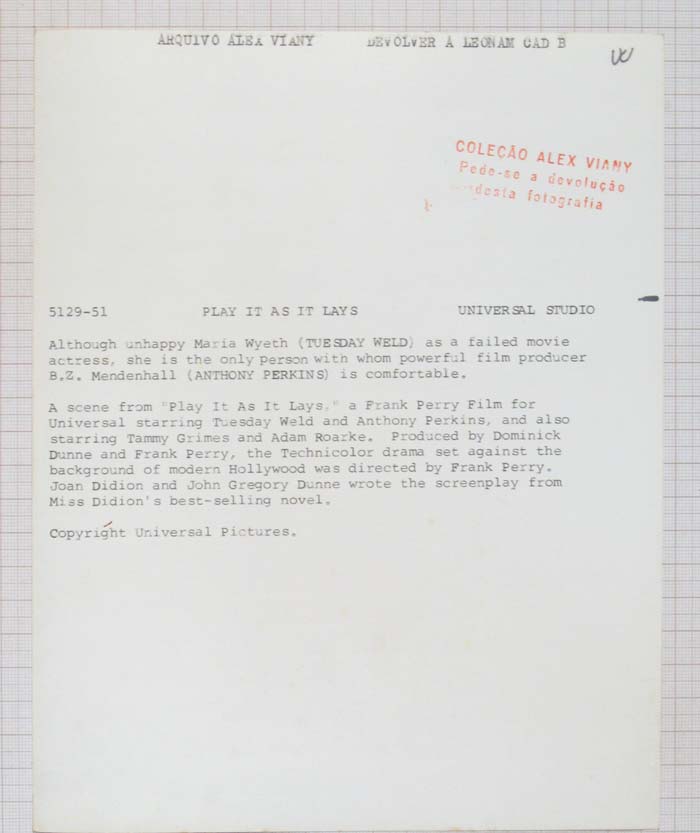 ARQUIVO ALEX VIANY DEVOLVER A LEONAM CAD B
COLEÇÃO ALEX VIANY
Pede-se a devolução
desta fotografia
5129-51 PLAY IT AS IT LAYS UNIVERSAL STUDIO
Although unhappy Maria Wyeth (TUESDAY WELD) as a failed movie
actress, she is the only person with whom powerful film producer
B.Z. Mendenhall (ANTHONY PERKINS) is comfortable.
A scene from "Play It As It Lays," a Frank Perry Film for
Universal starring Tuesday Weld and Anthony Perkins, and also
starring Tammy Grimes and Adam Roarke. Produced by Dominick
Dunne and Frank Perry, the Technicolor drama set against the
background of modern Hollywood was directed by Frank Perry.
Joan Didion and John Gregory Dunne wrote the screenplay from
Miss Didion's best-selling novel.
Copyright Universal Pictures.